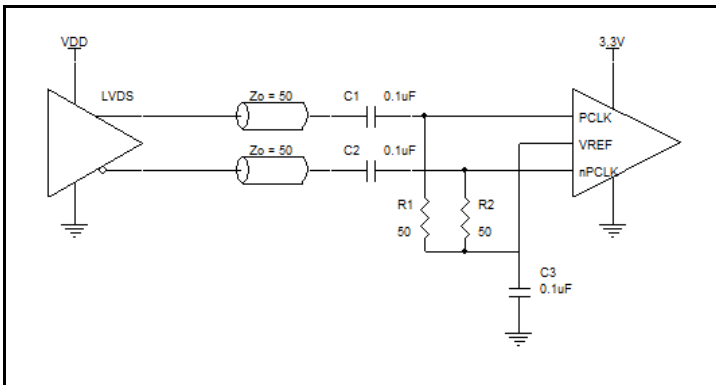 VDD
3.3V
LVDS
Zo = 50
C1
0.1uF
PCLK
VREF
Zo = 50
C2
0.1uF
nPCLK
R1
R2
50
50
C3
0.1uF